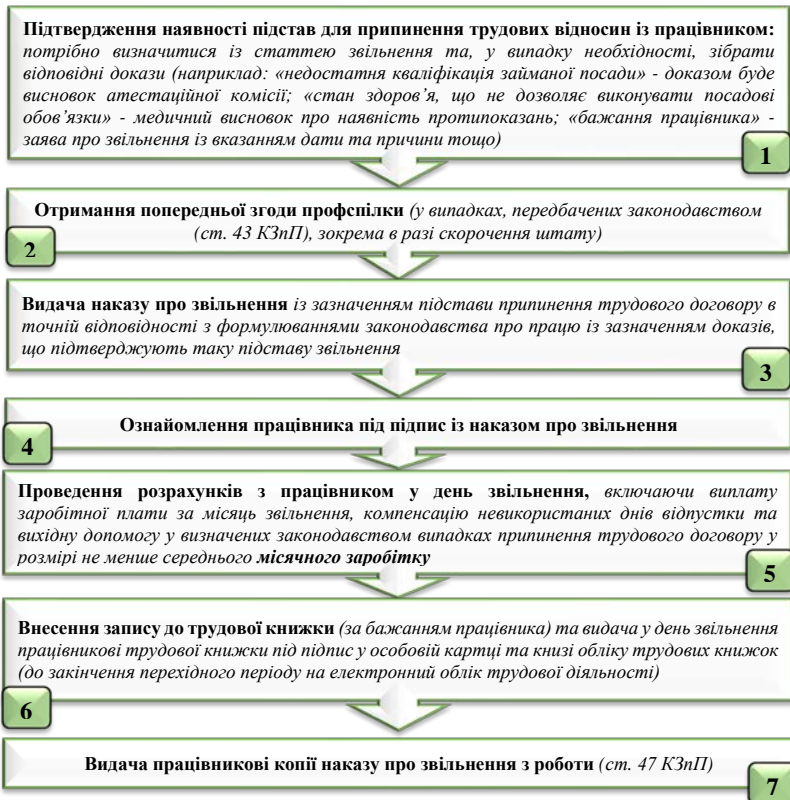 Підтвердження наявності підстав для припинення трудових відносин із працівником:
потрібно визначитися із статтею звільнення та, у випадку необхідності, зібрати
відповідні докази (наприклад: «недостатня кваліфікація займаної посади» - доказом буде
висновок атестаційної комісії; «стан здоров’я, що не дозволяє виконувати посадові
обов’язки» - медичний висновок про наявність протипоказань; «бажання працівника» -
заява про звільнення із вказанням дати та причини тощо)
1
Отримання попередньої згоди профспілки (у випадках, передбачених законодавством
(ст. 43 КЗпП), зокрема в разі скорочення штату)
2
Видача наказу про звільнення із зазначенням підстави припинення трудового договору в
точній відповідності з формулюваннями законодавства про працю із зазначенням доказів,
що підтверджують таку підставу звільнення
3
Ознайомлення працівника під підпис із наказом про звільнення
4
Проведення розрахунків з працівником у день звільнення, включаючи виплату
заробітної плати за місяць звільнення, компенсацію невикористаних днів відпустки та
вихідну допомогу у визначених законодавством випадках припинення трудового договору у
розмірі не менше середнього місячного заробітку
5
Внесення запису до трудової книжки (за бажанням працівника) та видача у день звільнення
працівникові трудової книжки під підпис у особовій картці та книзі обліку трудових книжок
(до закінчення перехідного періоду на електронний облік трудової діяльності)
6
Видача працівникові копії наказу про звільнення з роботи (ст. 47 КЗпП)
7